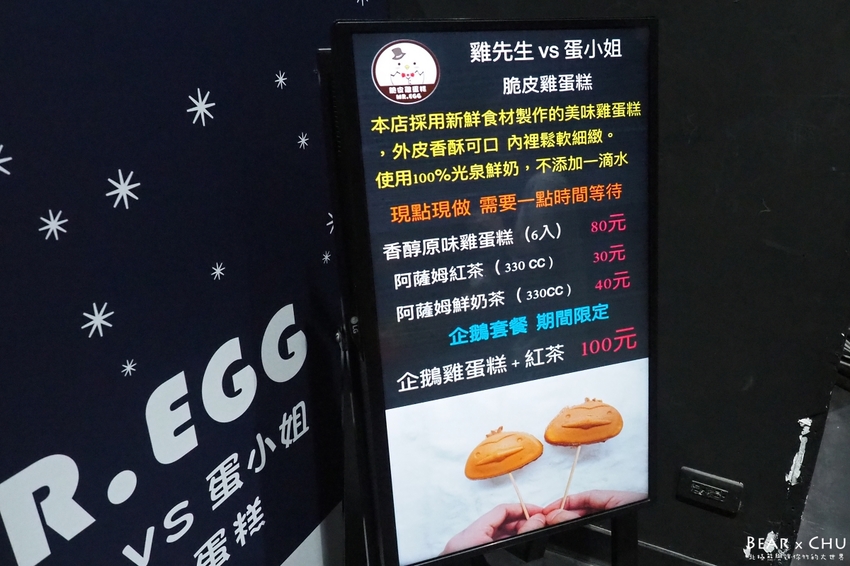 雞先生 vs 蛋小姐
脆皮雞蛋糕
MR.EGG
本店採用新鮮食材製作的美味雞蛋糕
，外皮香酥可口 內裡鬆軟細緻。
使用100%光泉鮮奶，不添加一滴水
現點現做 需要一點時間等待
香醇原味雞蛋糕（6入） 80元
阿薩姆紅茶（330 CC） 30元
阿薩姆鮮奶茶（330CC） 40元
企鵝套餐 期間限定
企鵝雞蛋糕 + 紅茶 100元
LG
R.EGG
vs 蛋小姐
蛋糕
BEAR x CHU